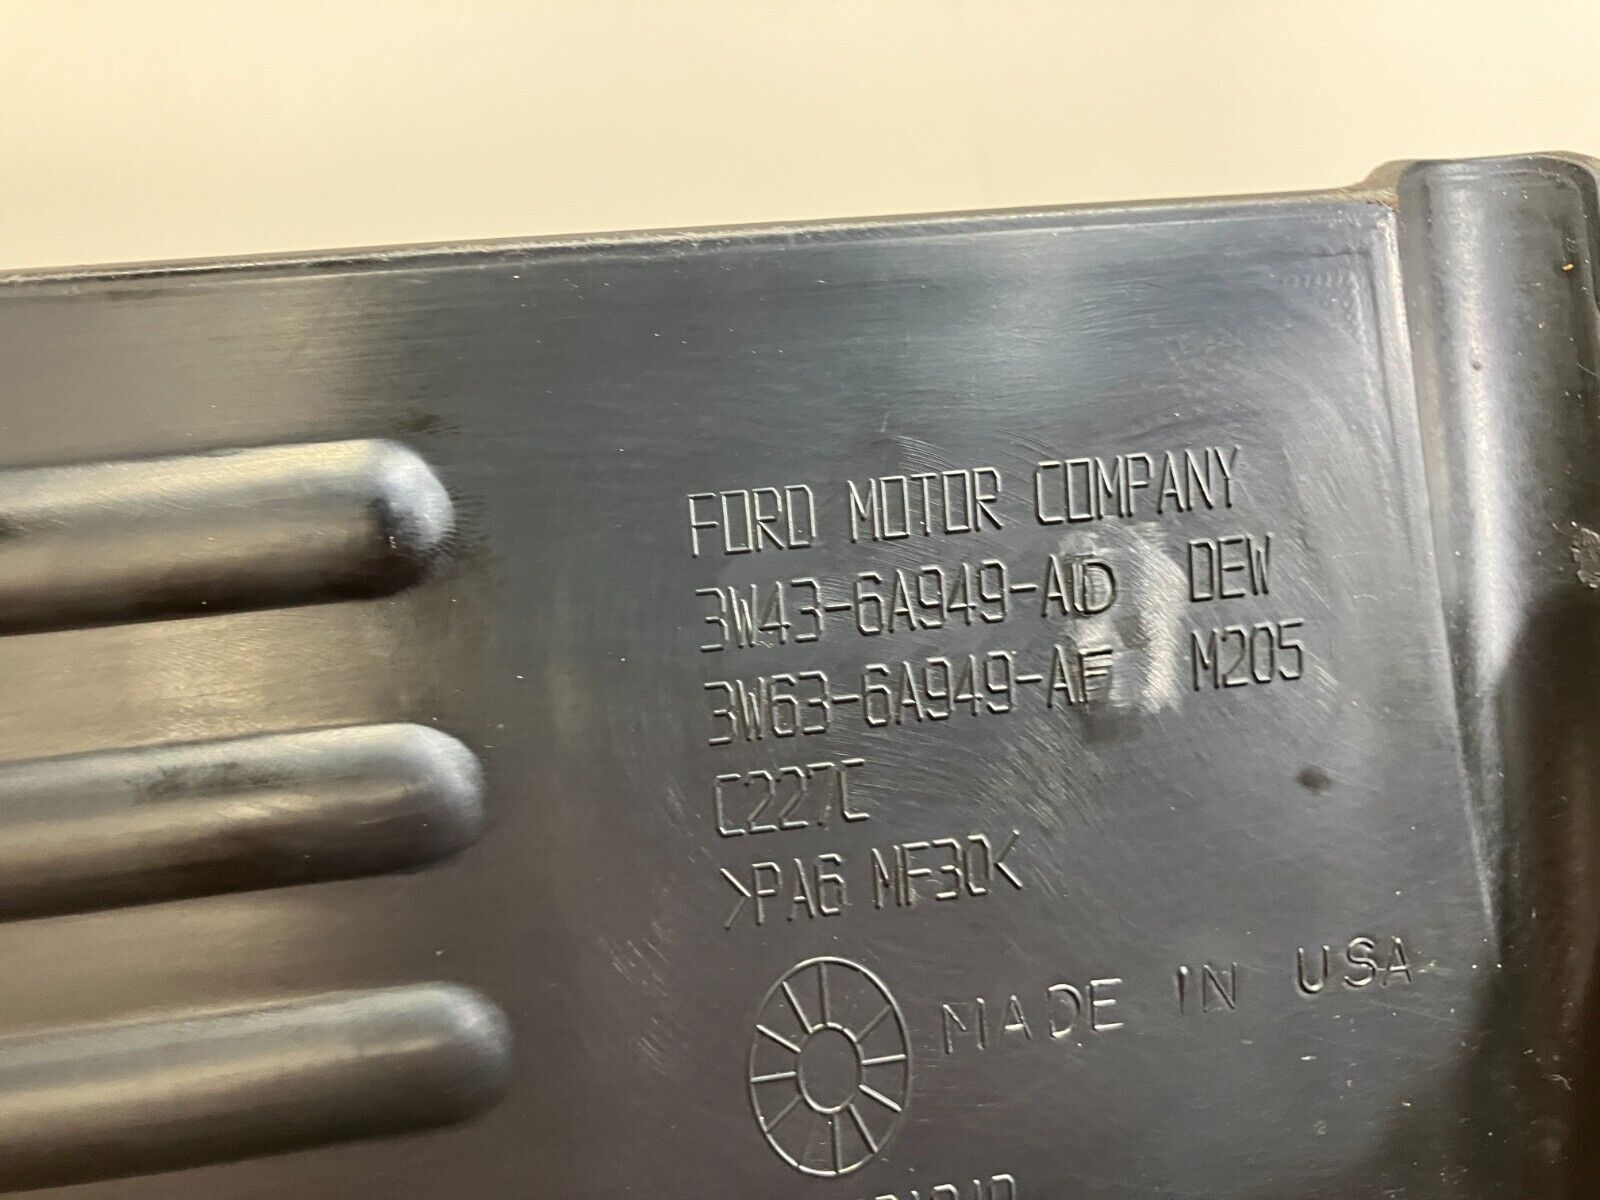 FORD MOTOR COMPANY
3W43-6A949-AD DEW
3W63-6A949-AF M205
C227C
>PA6 MF30<
MADE IN USA